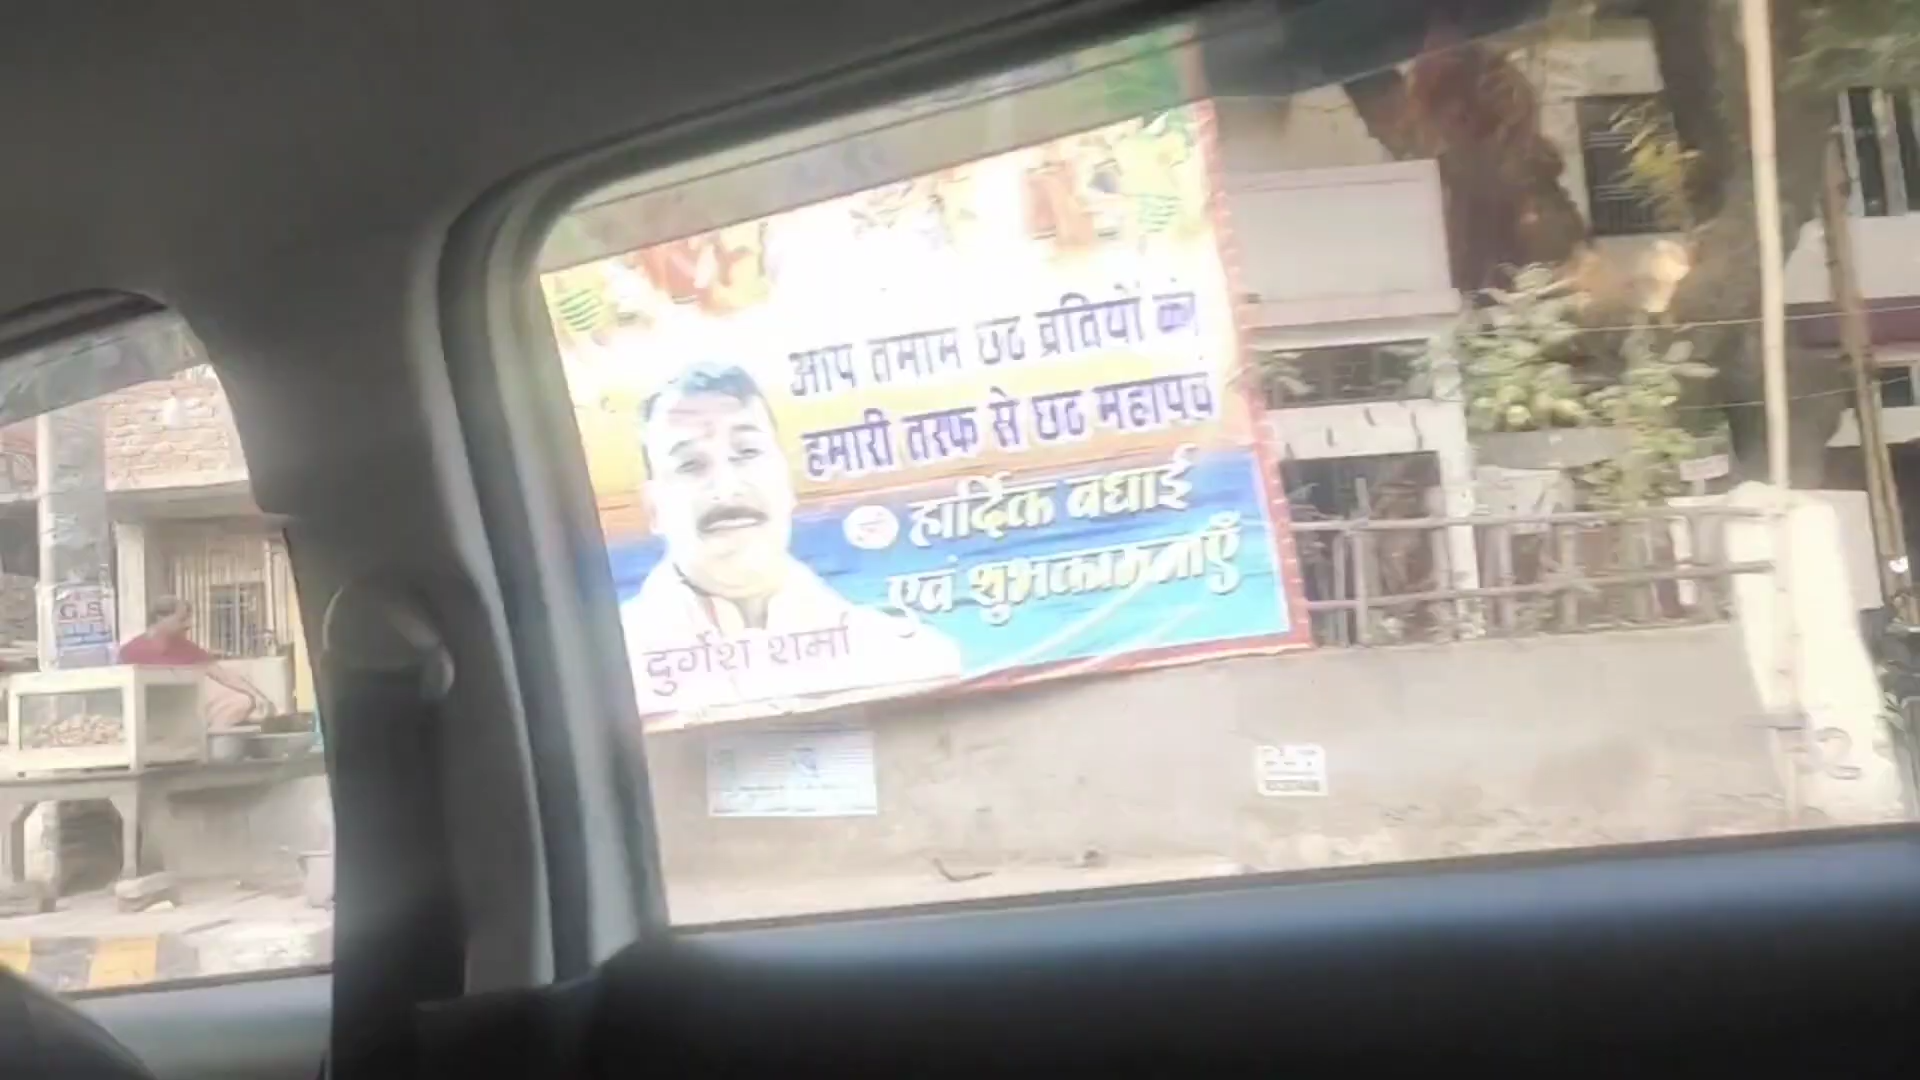 आप तमाम छठ व्रतियों को
हमारी तरफ से छठ महापर्व
हार्दिक बधाई
एवं शुभकामनाएँ
दुर्गेश शर्मा
G.S